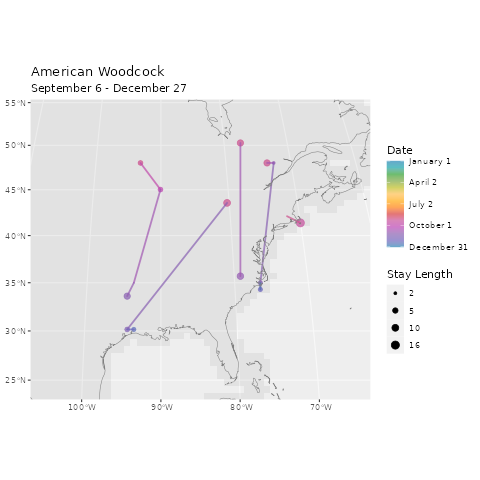 American Woodcock
September 6 - December 27
55°N
50°N
45°N
40°N
35°N
30°N
25°N
100°W
90°W
80°W
70°W
Date
January 1
April 2
July 2
October 1
December 31
Stay Length
2
5
10
16